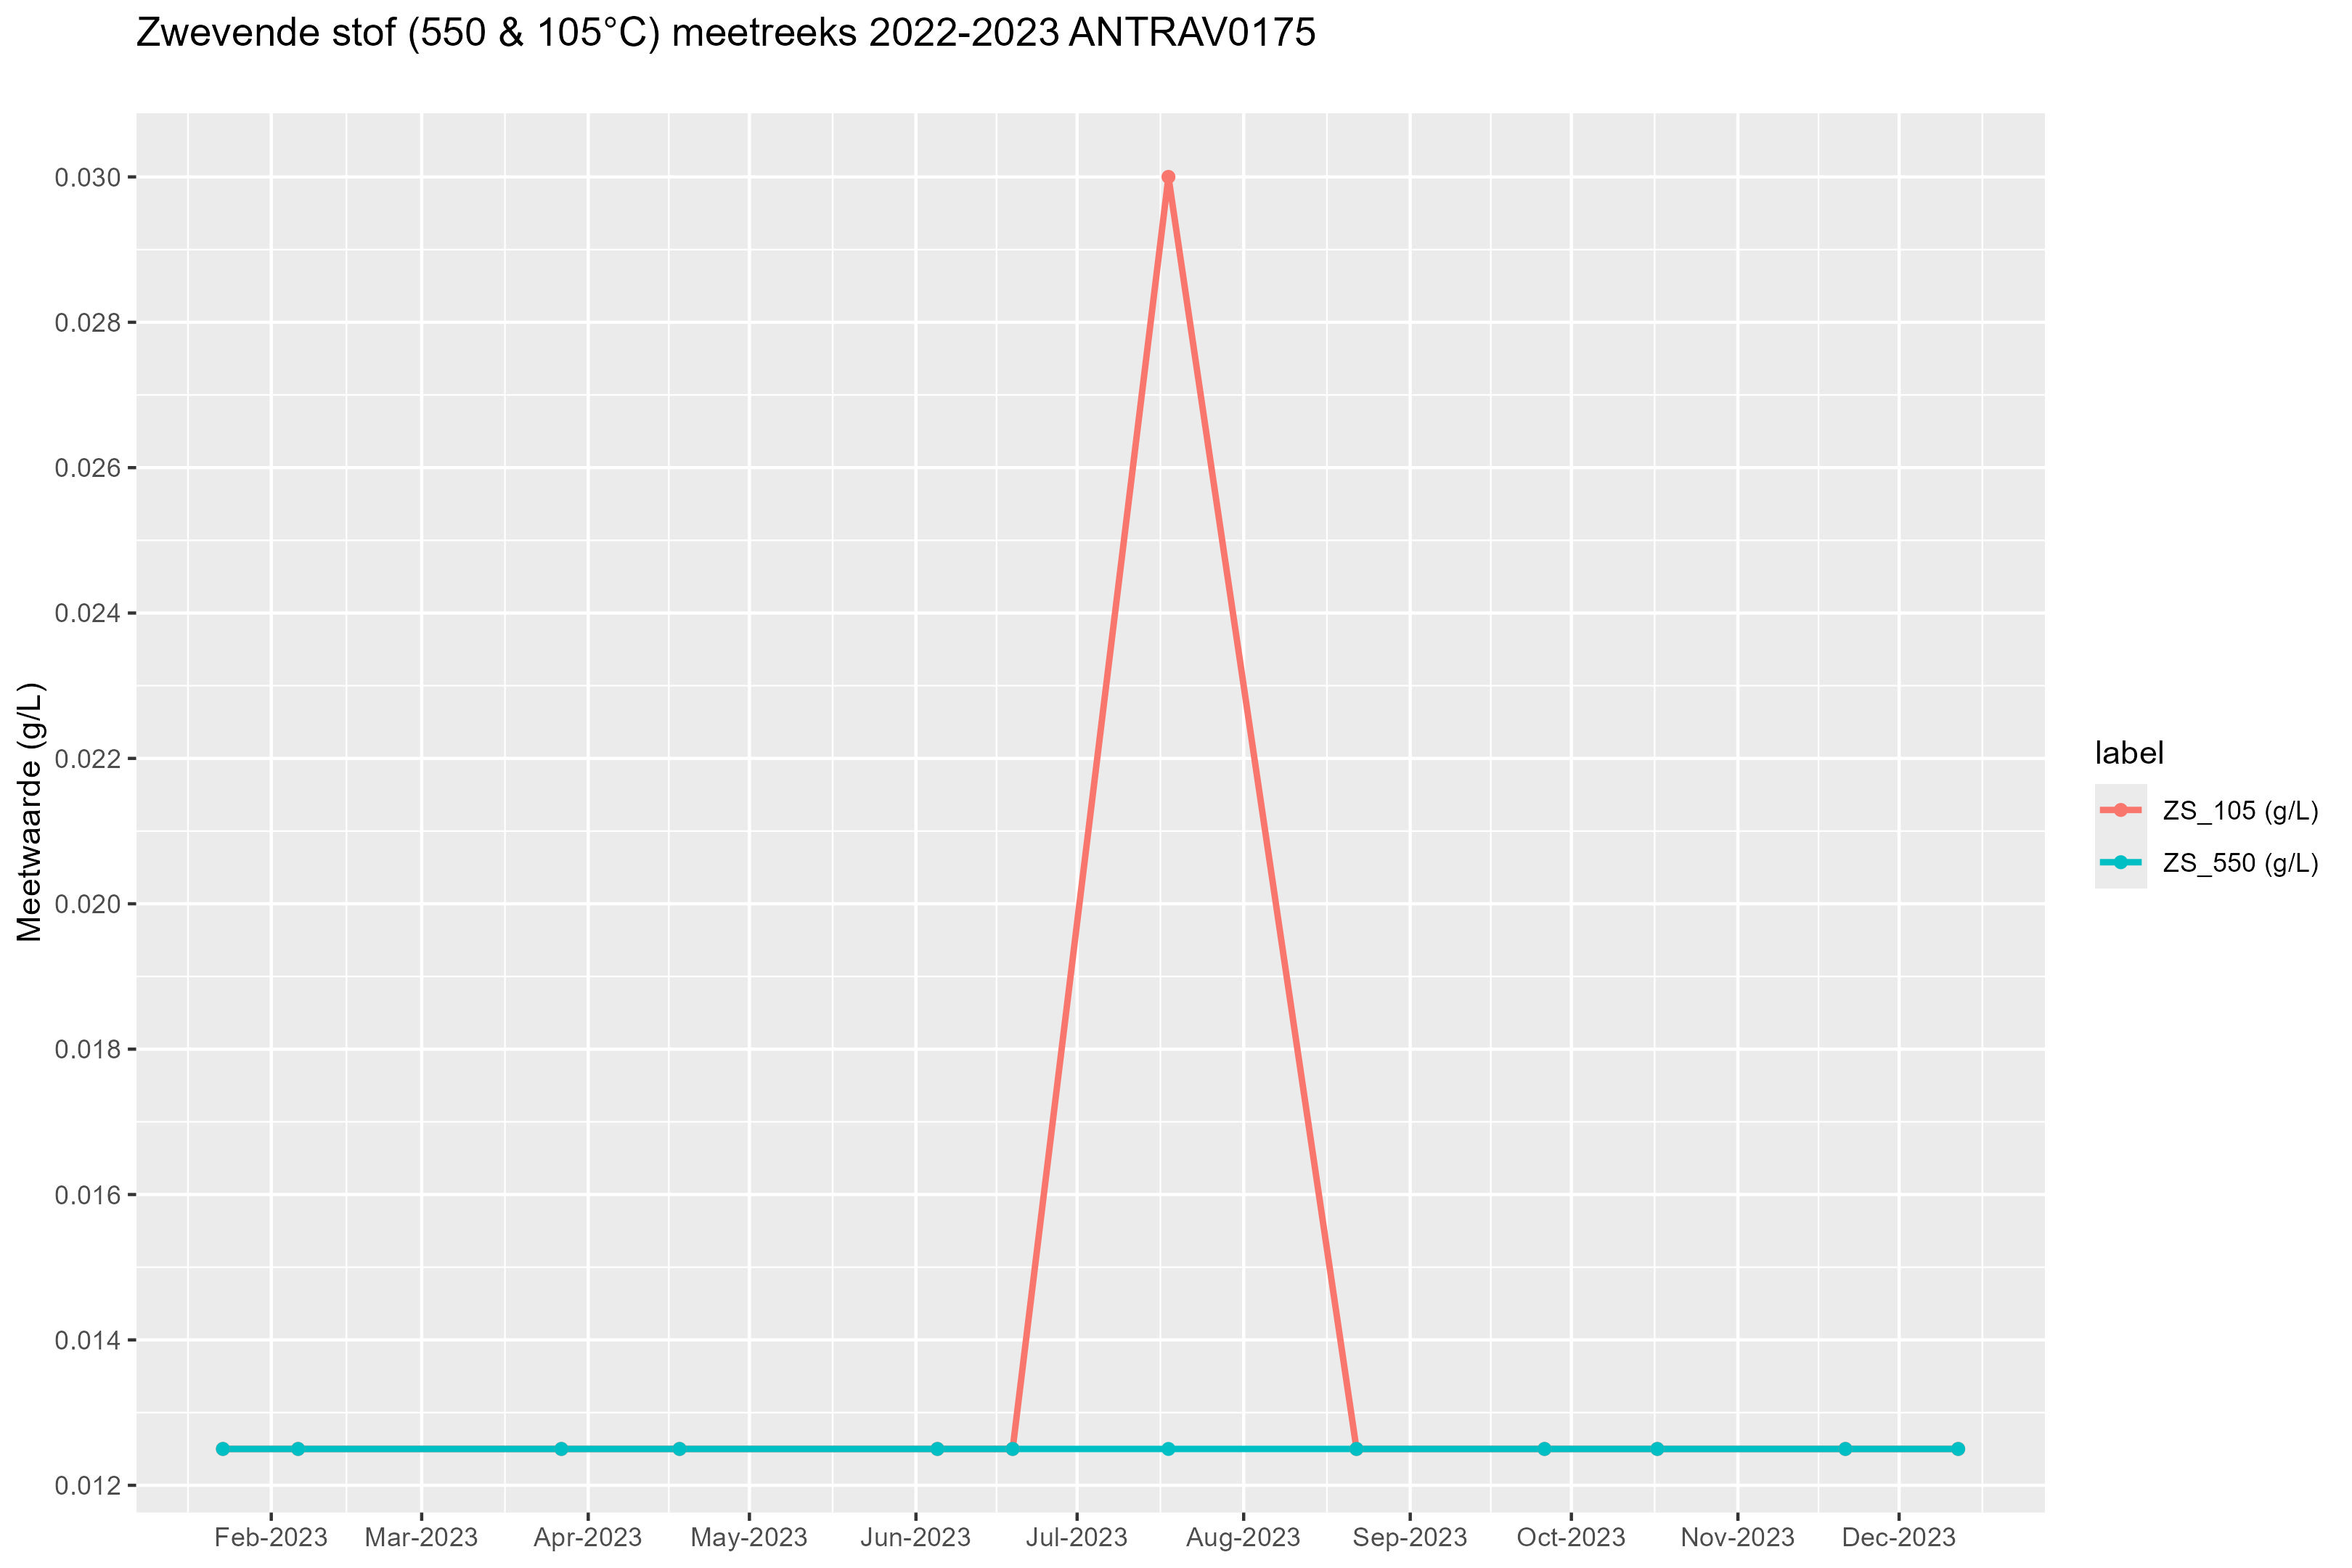 Zwevende stof (550 & 105°C) meetreeks 2022-2023 ANTRAV0175
Meetwaarde (g/L)
0.030
0.028
0.026
0.024
0.022
0.020
0.018
0.016
0.014
0.012
Feb-2023 Mar-2023 Apr-2023 May-2023 Jun-2023 Jul-2023 Aug-2023 Sep-2023 Oct-2023 Nov-2023 Dec-2023
label
ZS_105 (g/L)
ZS_550 (g/L)